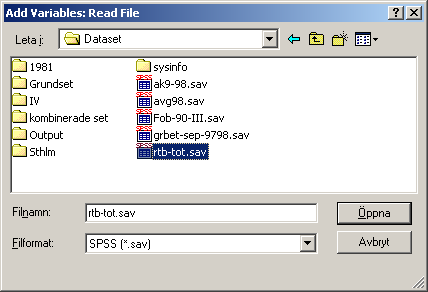 Add Variables: Read File
Leta i: Dataset
1981
Grundset
IV
kombinerade set
Output
Sthlm
sysinfo
ak9-98.sav
avg98.sav
Fob-90-III.sav
grbet-sep-9798.sav
rtb-tot.sav
Filnamn: rtb-tot.sav Öppna
Filformat: SPSS (*.sav) Avbryt